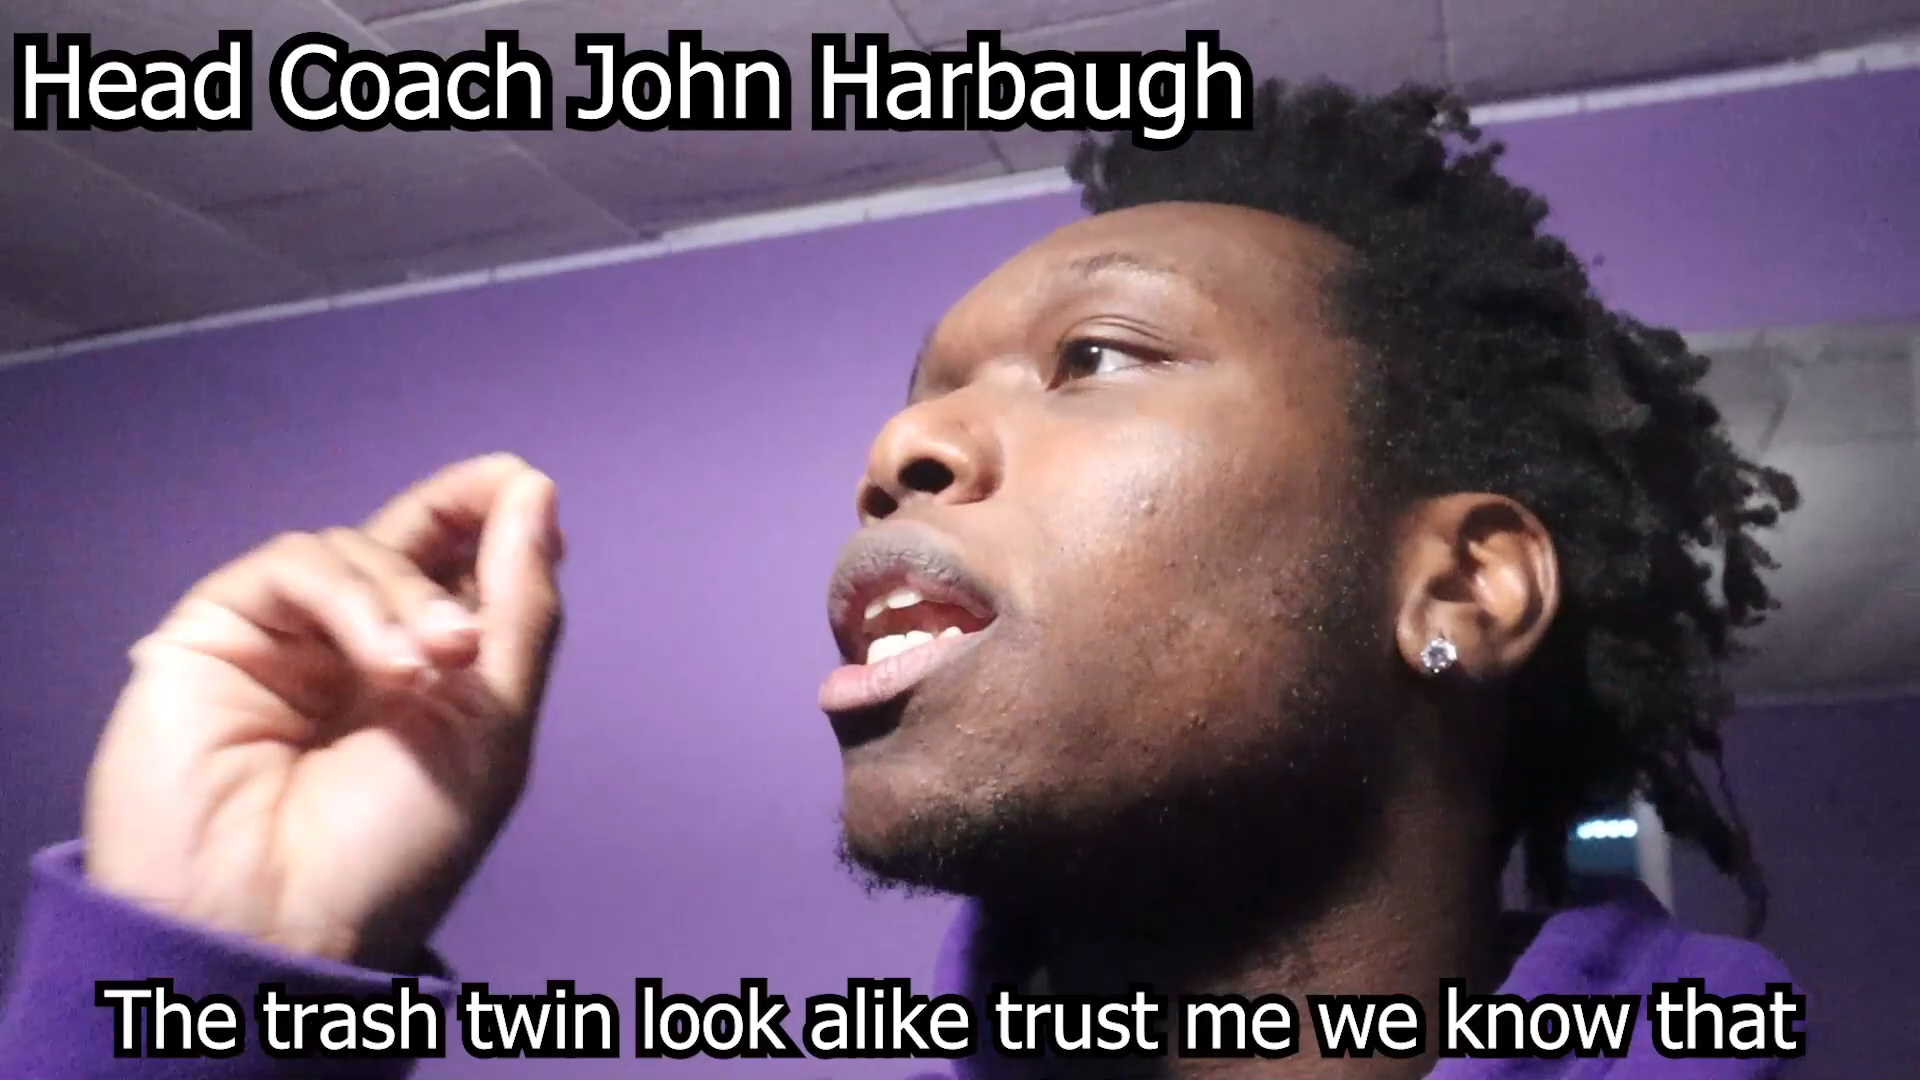 Head Coach John Harbaugh
The trash twin look alike trust me we know that